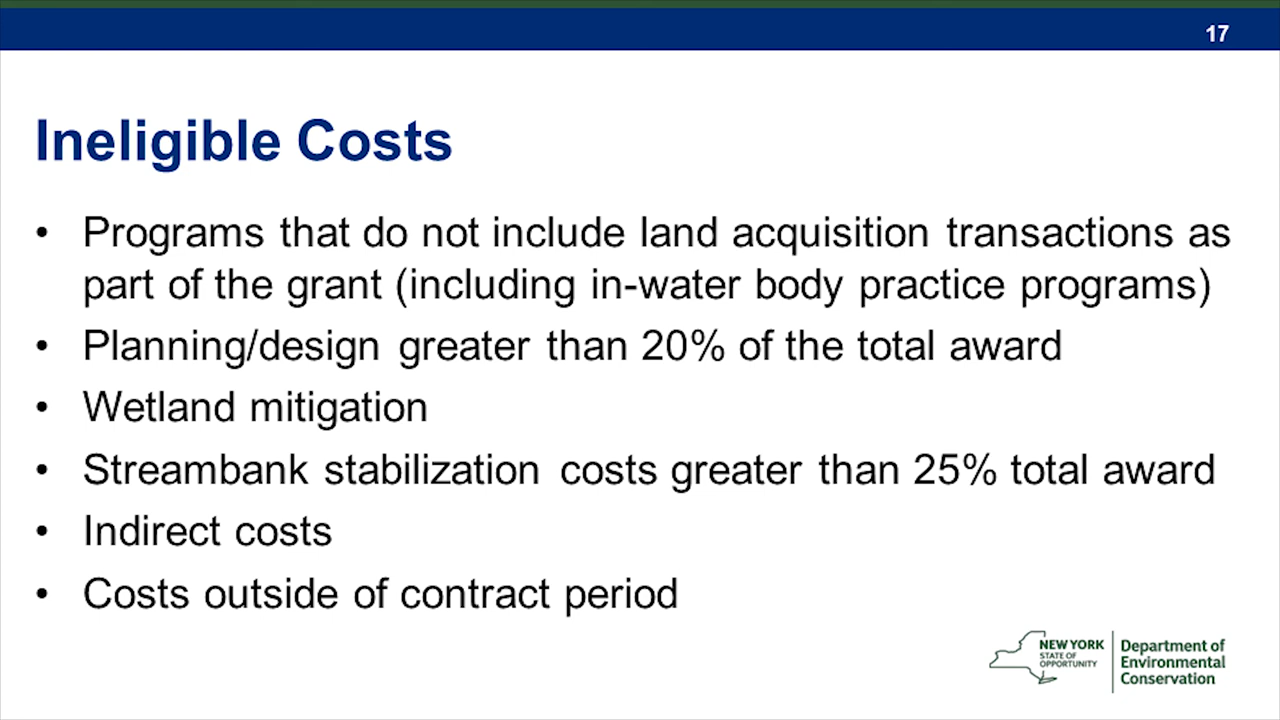 17
Ineligible Costs
• Programs that do not include land acquisition transactions as
part of the grant (including in-water body practice programs)
• Planning/design greater than 20% of the total award
• Wetland mitigation
• Streambank stabilization costs greater than 25% total award
• Indirect costs
• Costs outside of contract period
NEW YORK
STATE OF
OPPORTUNITY
Department of
Environmental
Conservation